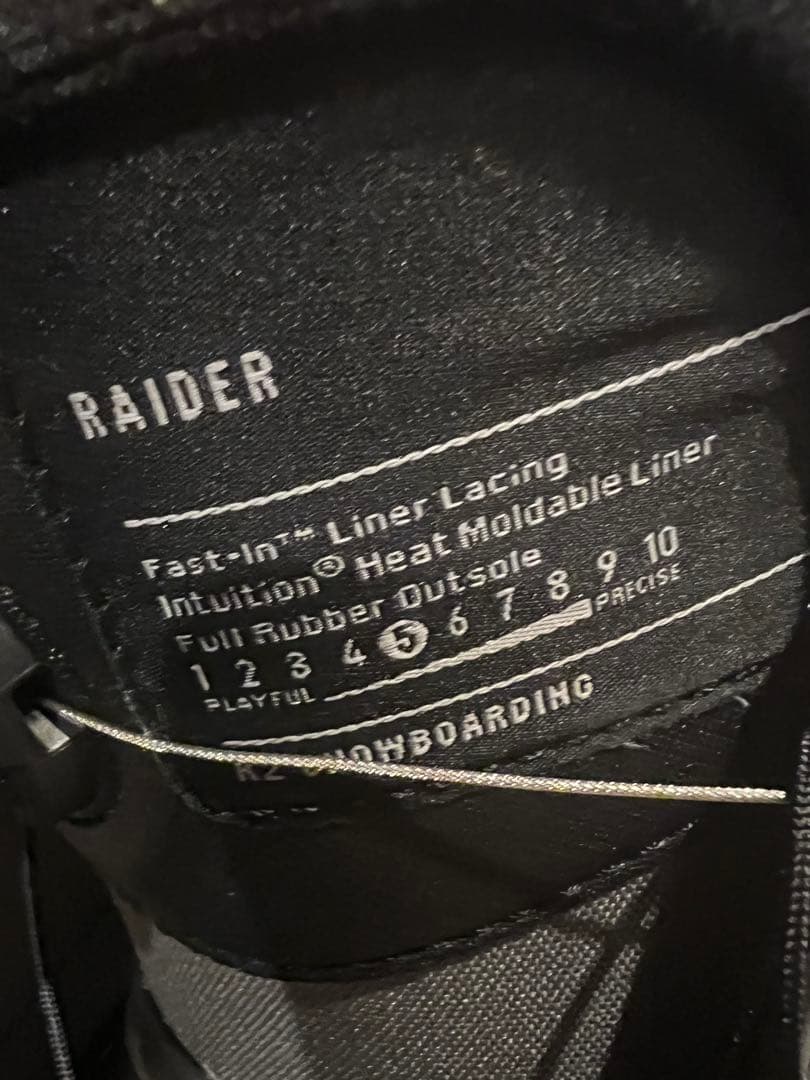 RAIDER
Fast-In™ Liner Lacing
Intuition® Heat Moldable Liner
Full Rubber Outsole
1 2 3 4 5 6 7 8 9 10
PLAYFUL PRECISE
K2 SNOWBOARDING